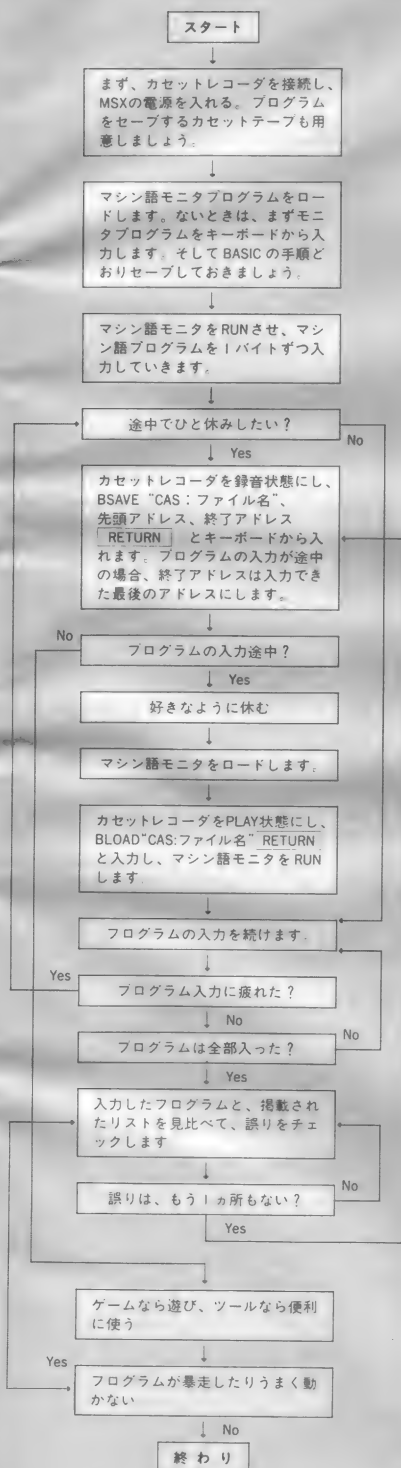 スタート
まず、カセットレコーダを接続し、
MSXの電源を入れる。プログラム
をセーブするカセットテープも用
意しましょう。
マシン語モニタプログラムをロー
ドします。ないときは、まずモニ
タプログラムをキーボードから入
力します。そしてBASICの手順ど
おりセーブしておきましょう。
マシン語モニタをRUNさせ、マシ
ン語プログラムを1バイトずつ入
力していきます。
途中でひと休みしたい?
No
Yes
カセットレコーダを録音状態にし、
BSAVE "CAS:ファイル名"、
先頭アドレス、終了アドレス
RETURN とキーボードから入
れます。プログラムの入力が途中
の場合、終了アドレスは入力でき
た最後のアドレスにします。
No
プログラムの入力途中?
Yes
好きなように休む
マシン語モニタをロードします。
カセットレコーダをPLAY状態にし、
BLOAD"CAS:ファイル名" RETURN
と入力し、マシン語モニタをRUN
します
プログラムの入力を続けます。
Yes
プログラム入力に疲れた?
No
プログラムは全部入った?
No
Yes
入力したプログラムと、掲載され
たリストを見比べて、誤りをチェ
ックします
誤りは、もう1ヵ所もない?
No
Yes
ゲームなら遊び、ツールなら便利
に使う
Yes
プログラムが暴走したりうまく動
かない
No
終わり